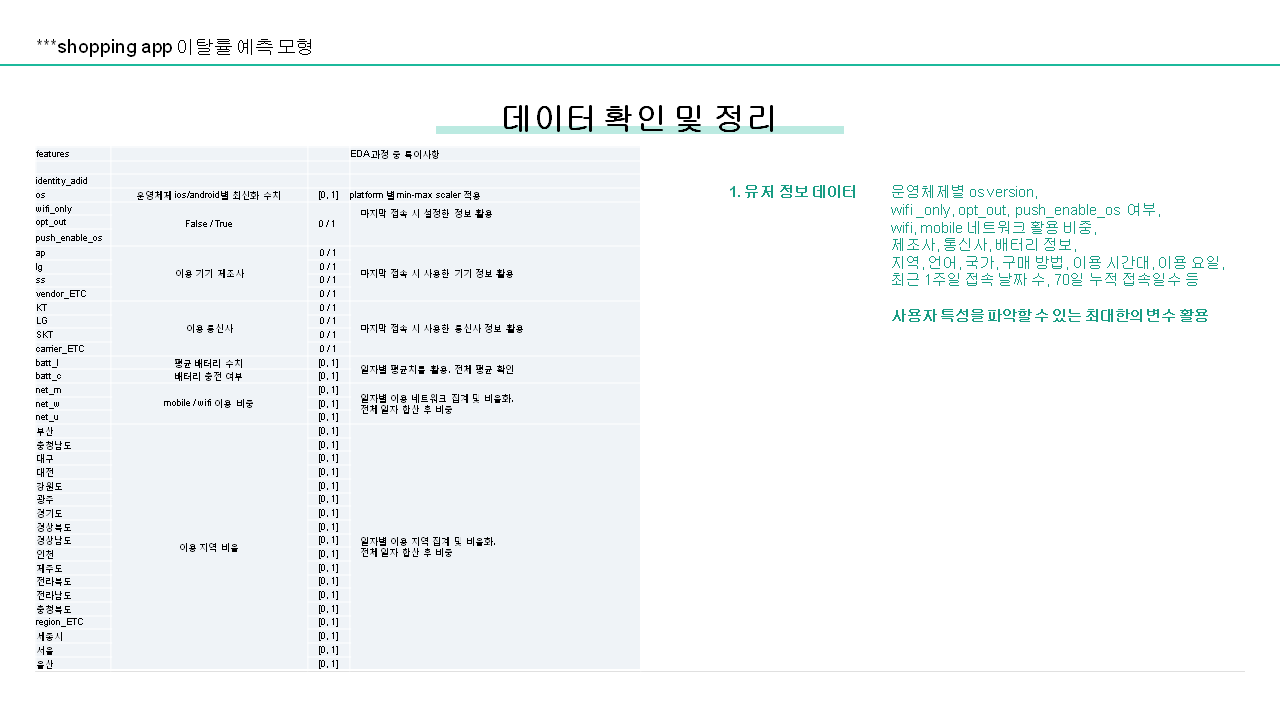 ***shopping app 이탈률 예측 모형
데이터 확인 및 정리
features EDA과정 중 특이사항
identity_adid
os 운영체제 ios/android별 최신화 수치 [0, 1] platform 별 min-max scaler 적용
wifi_only
opt_out
push_enable_os
False / True 0 / 1 마지막 접속 시 설정한 정보 활용
ap 0 / 1
lg 0 / 1
ss 0 / 1
vendor_ETC 0 / 1
이용 기기 제조사 마지막 접속 시 사용한 기기 정보 활용
KT 0 / 1
LG 0 / 1
SKT 0 / 1
carrier_ETC 0 / 1
이용 통신사 마지막 접속 시 사용한 통신사 정보 활용
batt_l 평균 배터리 수치 [0, 1]
batt_c 배터리 충전 여부 [0, 1]
일자별 평균치를 활용, 전체 평균 확인
net_m [0, 1]
net_w [0, 1]
net_u [0, 1]
mobile / wifi 이용 비중
일자별 이용 네트워크 집계 및 비율화.
전체 일자 합산 후 비중
부산 [0, 1]
충청남도 [0, 1]
대구 [0, 1]
대전 [0, 1]
강원도 [0, 1]
광주 [0, 1]
경기도 [0, 1]
경상북도 [0, 1]
경상남도 [0, 1]
인천 [0, 1]
제주도 [0, 1]
전라북도 [0, 1]
전라남도 [0, 1]
충청북도 [0, 1]
region_ETC [0, 1]
세종시 [0, 1]
서울 [0, 1]
울산 [0, 1]
이용 지역 비율
일자별 이용 지역 집계 및 비율화.
전체 일자 합산 후 비중
1. 유저 정보 데이터
운영체제별 os version,
wifi _only, opt_out, push_enable_os 여부,
wifi, mobile 네트워크 활용 비중,
제조사, 통신사, 배터리 정보,
지역, 언어, 국가, 구매 방법, 이용 시간대, 이용 요일,
최근 1주일 접속 날짜 수, 70일 누적 접속일수 등
사용자 특성을 파악할 수 있는 최대한의 변수 활용